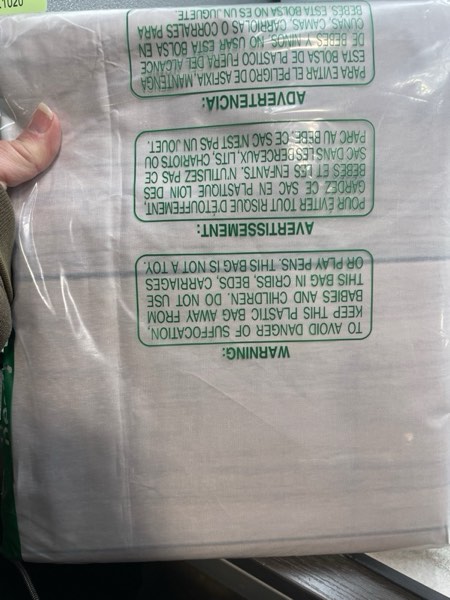 WARNING:
TO AVOID DANGER OF SUFFOCATION,
KEEP THIS PLASTIC BAG AWAY FROM
BABIES AND CHILDREN. DO NOT USE
THIS BAG IN CRIBS, BEDS, CARRIAGES
OR PLAY PENS. THIS BAG IS NOT A TOY.
AVERTISSEMENT:
POUR ÉVITER TOUT RISQUE D'ÉTOUFFEMENT,
GARDEZ CE SAC EN PLASTIQUE LOIN DES
BÉBÉS ET LES ENFANTS. N'UTILISEZ PAS CE
SAC DANS LES BERCEAUX, LITS, CHARIOTS OU
PARC AU BÉBÉ. CE SAC N'EST PAS UN JOUET.
ADVERTENCIA:
PARA EVITAR EL PELIGRO DE ASFIXIA, MANTENGA
ESTA BOLSA DE PLASTICO FUERA DEL ALCANCE
DE BEBES Y NINOS. NO USAR ESTA BOLSA EN
CUNAS, CAMAS, CARRIOLAS O CORRALES PARA
BEBES. ESTA BOLSA NO ES UN JUGUETE.